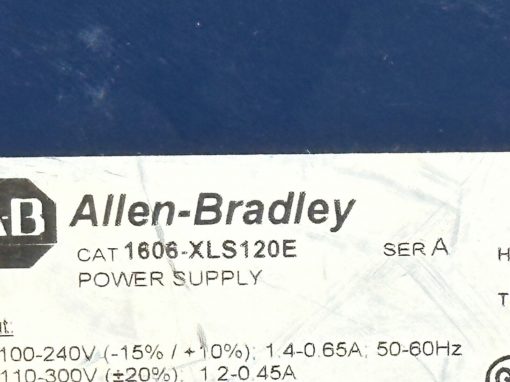 A-B Allen-Bradley
CAT 1606-XLS120E SER A H
POWER SUPPLY T
100-240V (-15% / +10%); 1.4-0.65A; 50-60Hz
110-300V (±20%); 1.2-0.45A